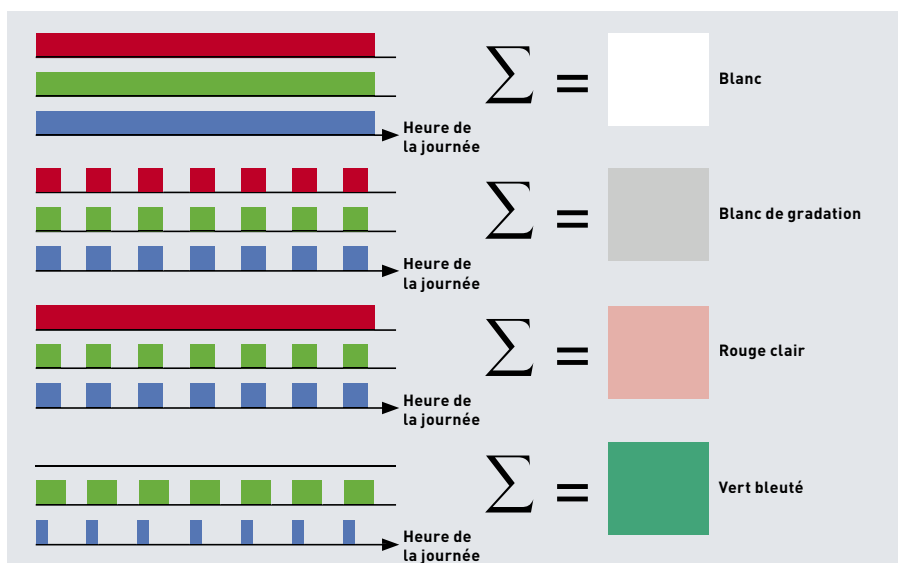 ∑ = Blanc
Heure de
la journée
∑ = Blanc de gradation
Heure de
la journée
∑ = Rouge clair
Heure de
la journée
∑ = Vert bleuté
Heure de
la journée